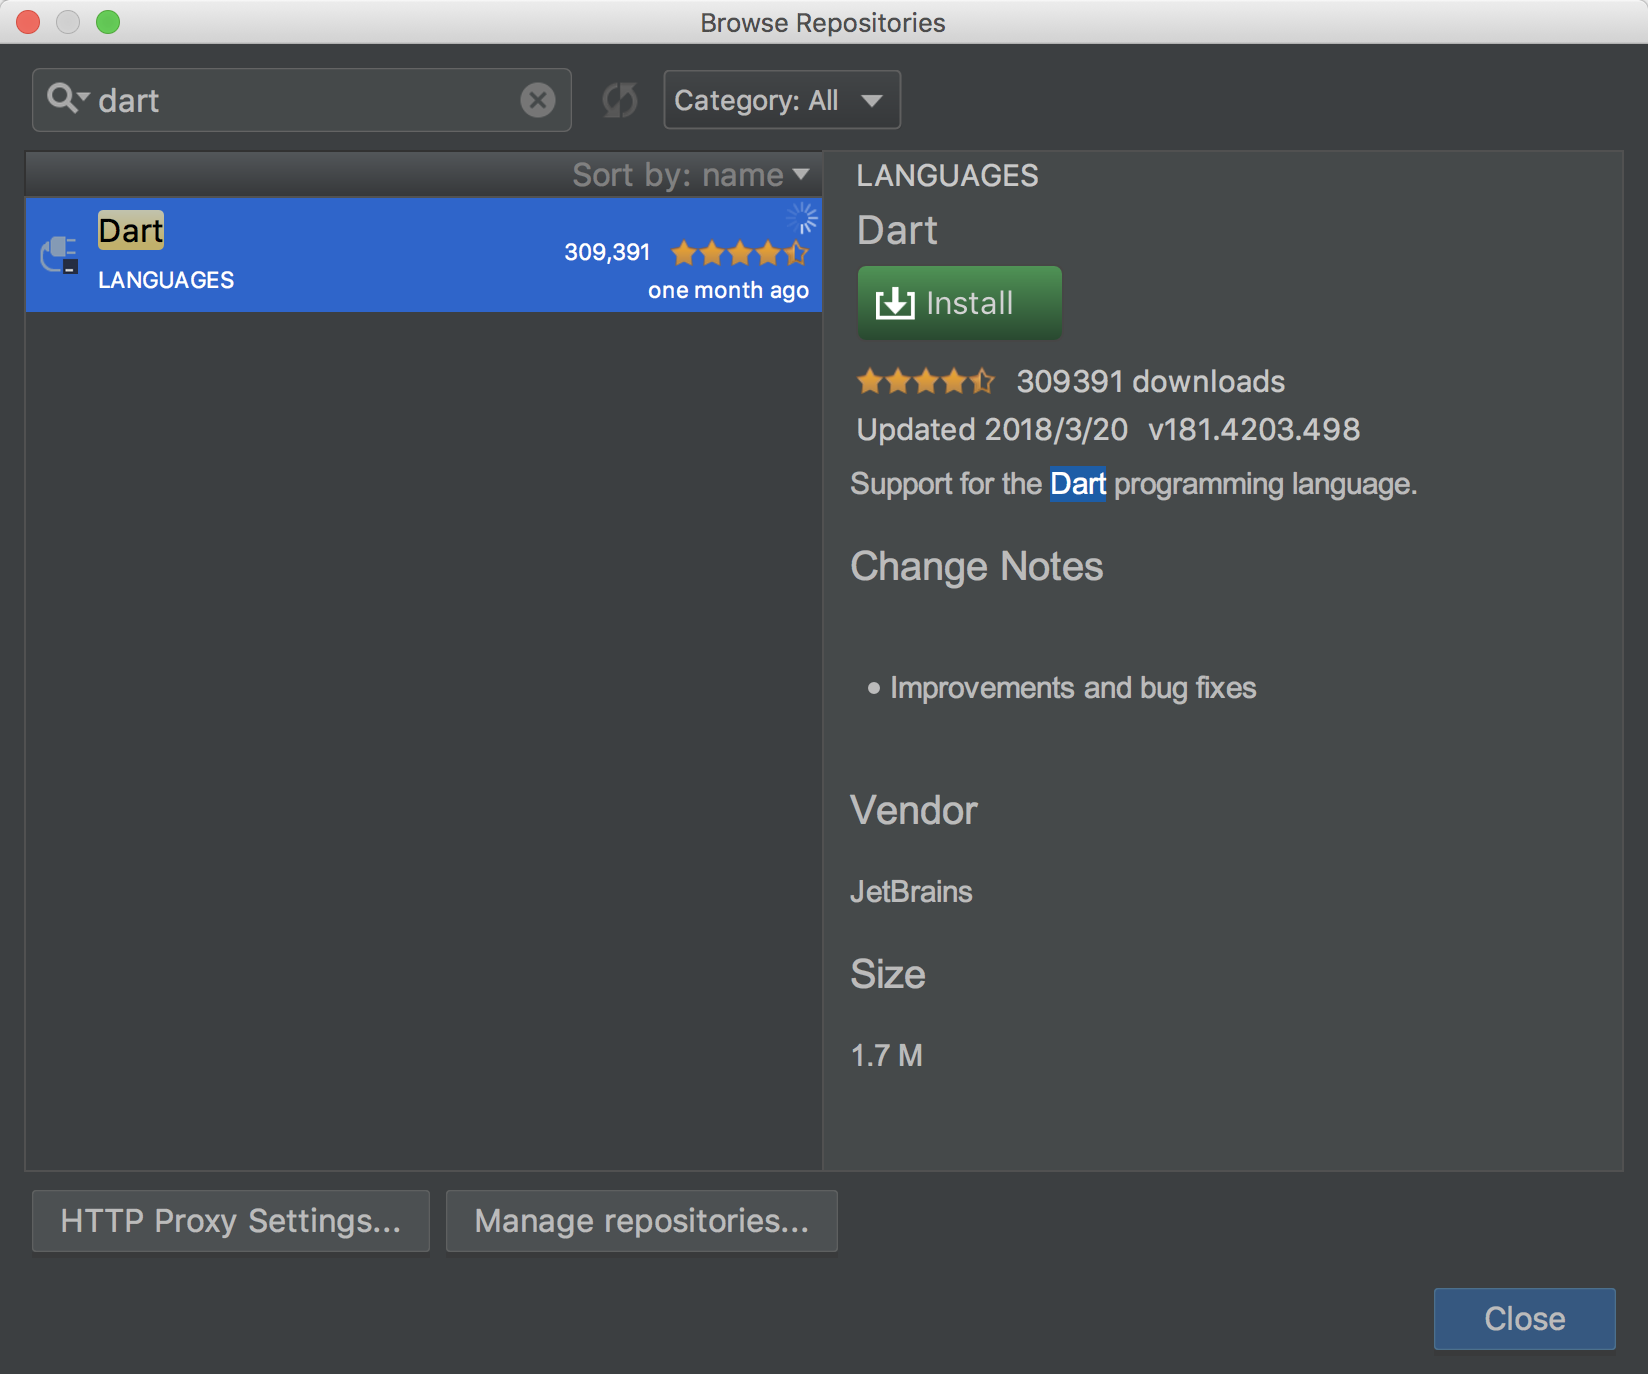 Browse Repositories
dart
Category: All
Sort by: name
Dart
309,391
LANGUAGES
one month ago
LANGUAGES
Dart
Install
309391 downloads
Updated 2018/3/20 v181.4203.498
Support for the Dart programming language.
Change Notes
• Improvements and bug fixes
Vendor
JetBrains
Size
1.7 M
HTTP Proxy Settings...
Manage repositories...
Close